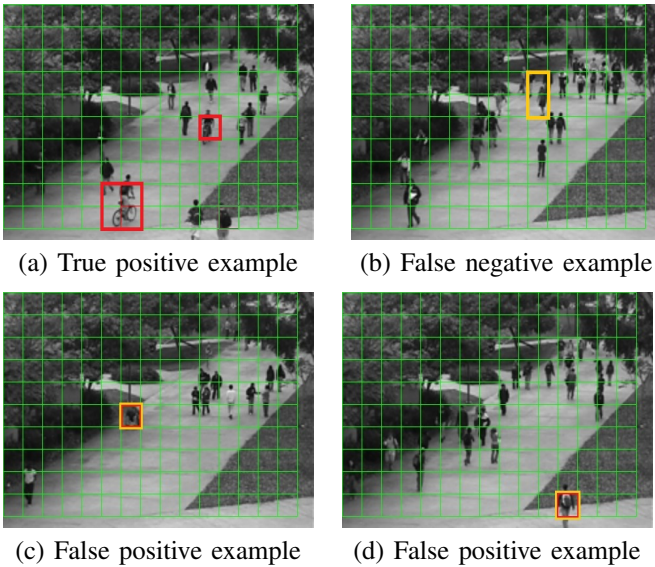 (a) True positive example
(b) False negative example
(c) False positive example
(d) False positive example